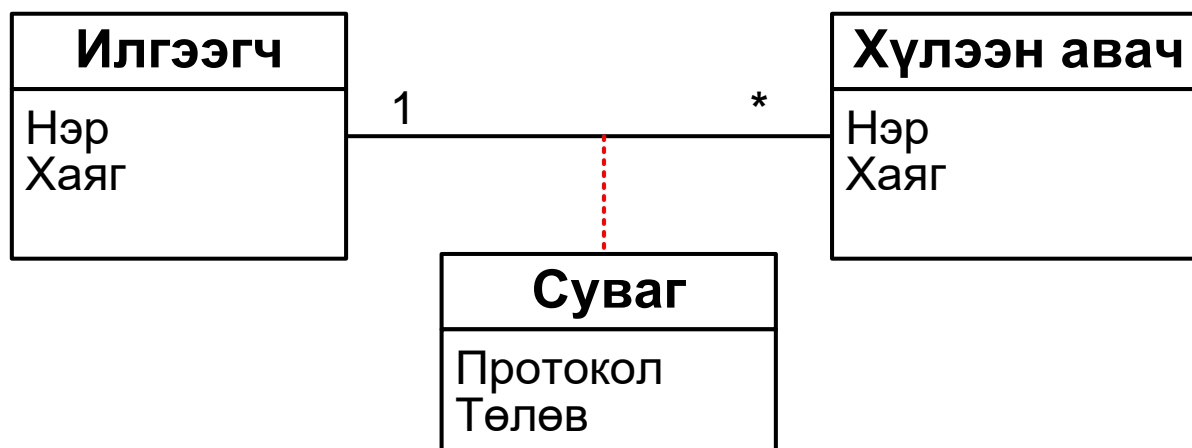 Илгээгч
Нэр
Хаяг
1
*
Хүлээн авач
Нэр
Хаяг
Суваг
Протокол
Төлөв